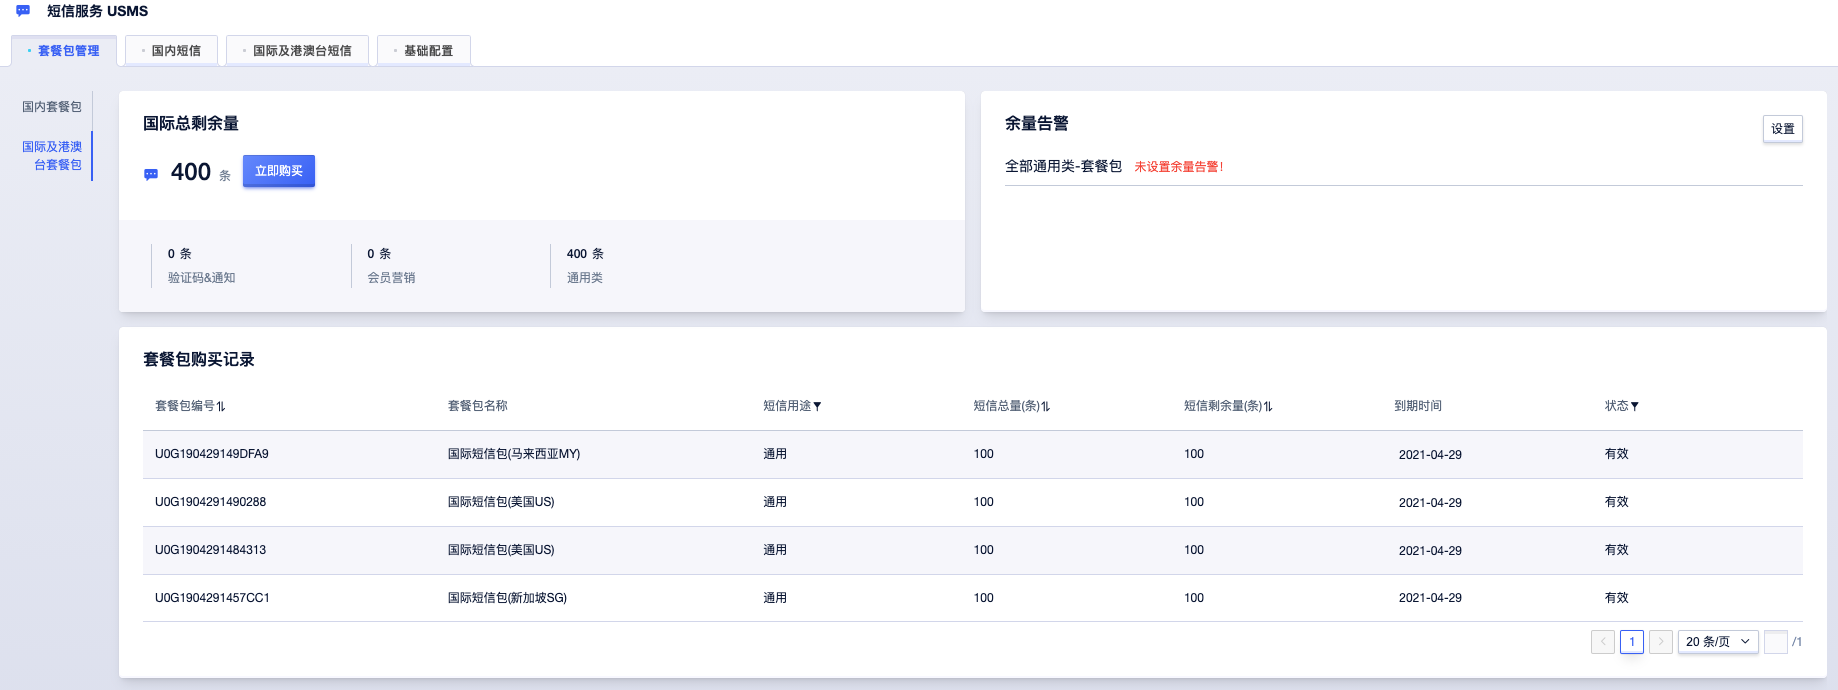 短信服务 USMS
套餐包管理
国内短信
国际及港澳台短信
基础配置
国内套餐包
国际及港澳
台套餐包
国际总剩余量
400 条
立即购买
0 条
验证码&通知
0 条
会员营销
400 条
通用类
余量告警
设置
全部通用类-套餐包 未设置余量告警!
套餐包购买记录
套餐包编号 套餐包名称 短信用途 短信总量(条) 短信剩余量(条) 到期时间 状态
U0G190429149DFA9 国际短信包(马来西亚MY) 通用 100 100 2021-04-29 有效
U0G1904291490288 国际短信包(美国US) 通用 100 100 2021-04-29 有效
U0G1904291484313 国际短信包(美国US) 通用 100 100 2021-04-29 有效
U0G1904291457CC1 国际短信包(新加坡SG) 通用 100 100 2021-04-29 有效
1 20 条/页 /1